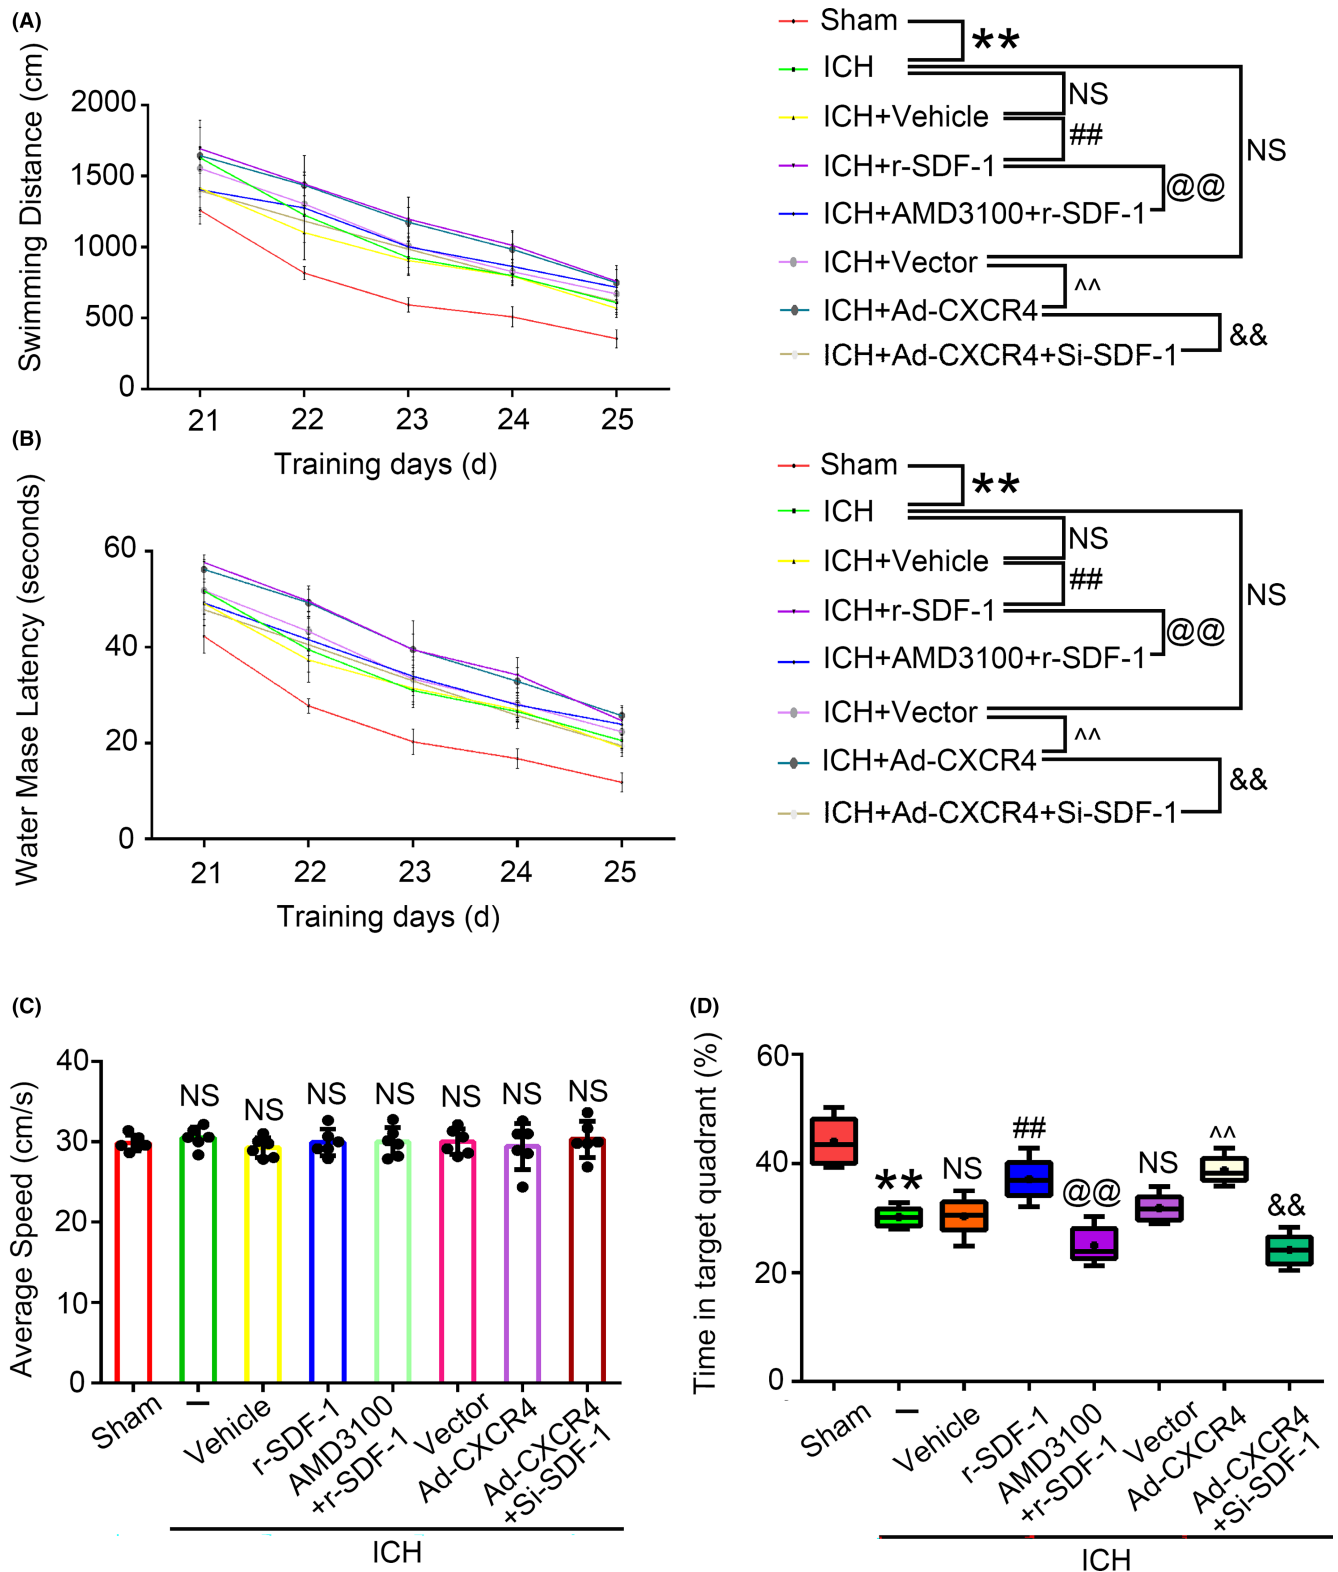 (A)
Swimming Distance (cm)
2000
1500
1000
500
0
21 22 23 24 25
Training days (d)
Sham
**
ICH
NS
ICH+Vehicle
##
NS
ICH+r-SDF-1
@@
ICH+AMD3100+r-SDF-1
ICH+Vector
^^
ICH+Ad-CXCR4
&&
ICH+Ad-CXCR4+Si-SDF-1
(B)
Water Mase Latency (seconds)
60
40
20
0
21 22 23 24 25
Training days (d)
Sham
**
ICH
NS
ICH+Vehicle
##
NS
ICH+r-SDF-1
@@
ICH+AMD3100+r-SDF-1
ICH+Vector
^^
ICH+Ad-CXCR4
&&
ICH+Ad-CXCR4+Si-SDF-1
(C)
Average Speed (cm/s)
40
30
20
10
0
NS NS NS NS NS NS NS
Sham
–
Vehicle
r-SDF-1
AMD3100
+r-SDF-1
Vector
Ad-CXCR4
Ad-CXCR4
+Si-SDF-1
ICH
(D)
Time in target quadrant (%)
60
40
20
0
** NS ## @@ NS ^^ &&
Sham
–
Vehicle
r-SDF-1
AMD3100
+r-SDF-1
Vector
Ad-CXCR4
Ad-CXCR4
+Si-SDF-1
ICH